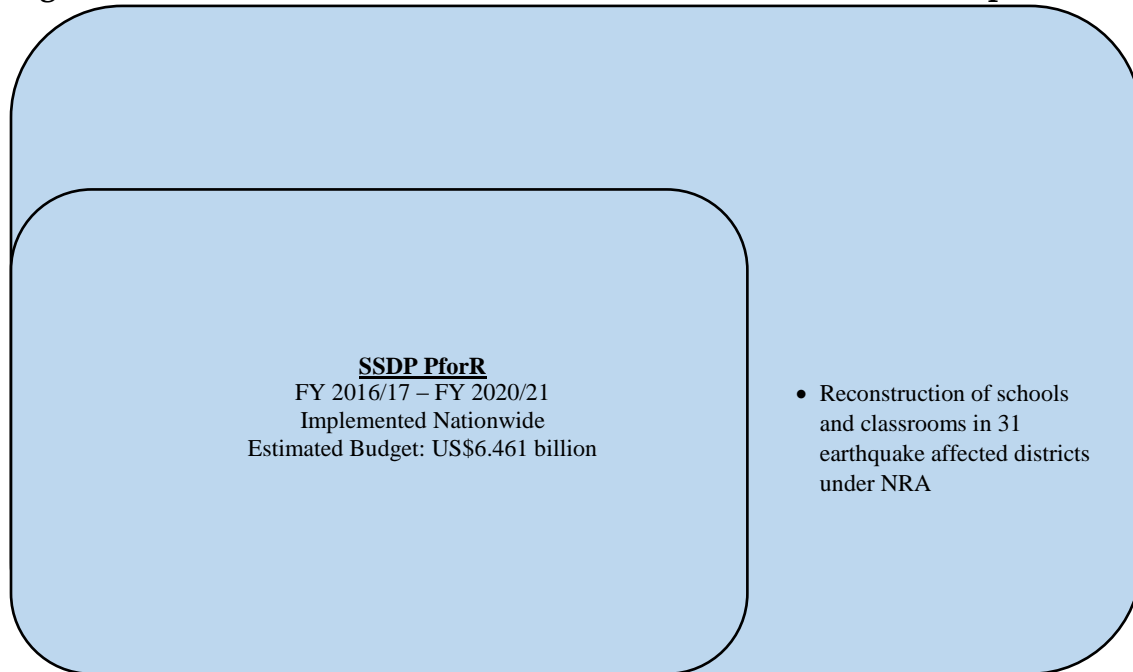 SSDP PforR
FY 2016/17 – FY 2020/21
Implemented Nationwide
Estimated Budget: US$6.461 billion
• Reconstruction of schools
and classrooms in 31
earthquake affected districts
under NRA